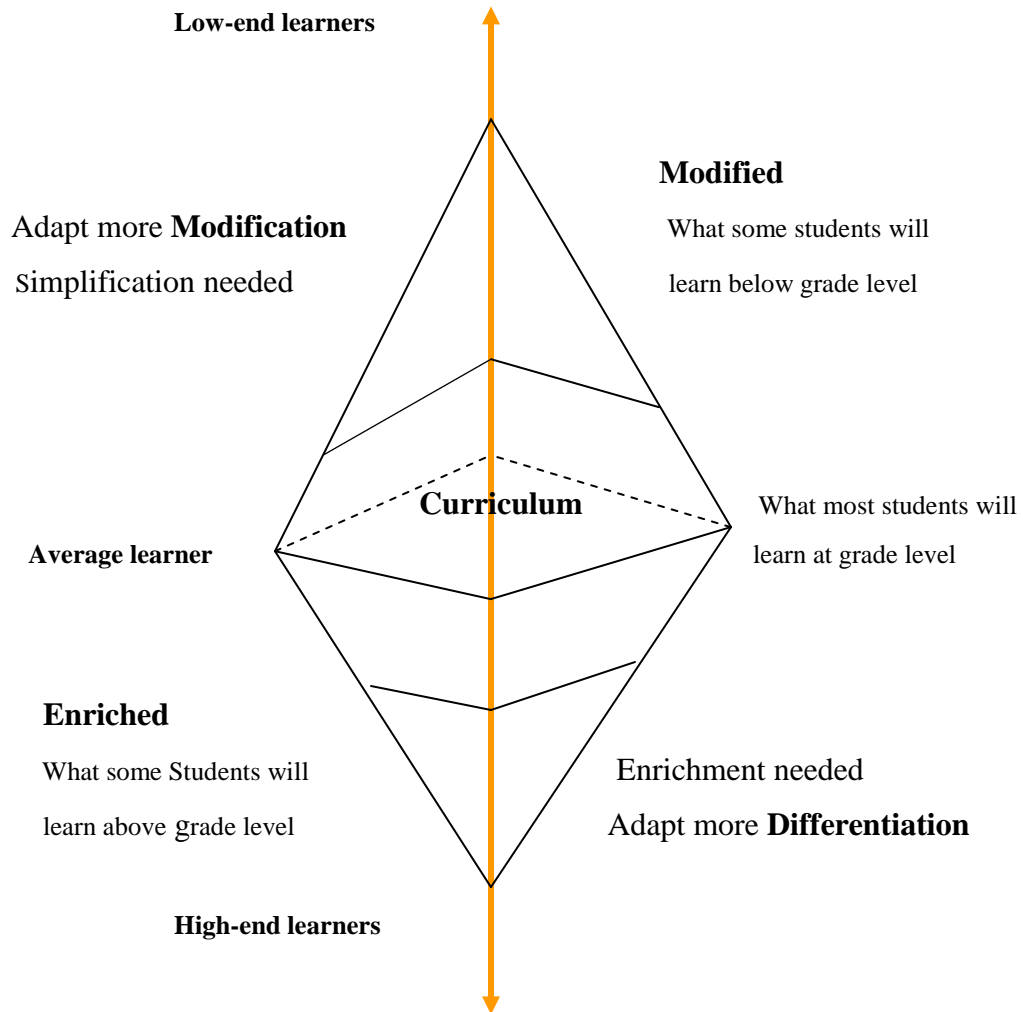 Low-end learners
Modified
Adapt more Modification
What some students will
Simplification needed
learn below grade level
Curriculum
What most students will
Average learner
learn at grade level
Enriched
What some Students will
learn above grade level
Enrichment needed
Adapt more Differentiation
High-end learners